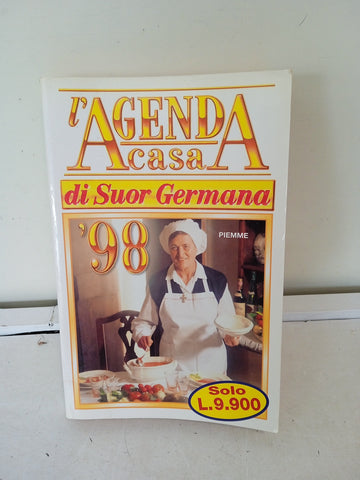 l'AGENDA
casa
di Suor Germana
'98
PIEMME
Solo
L.9.900